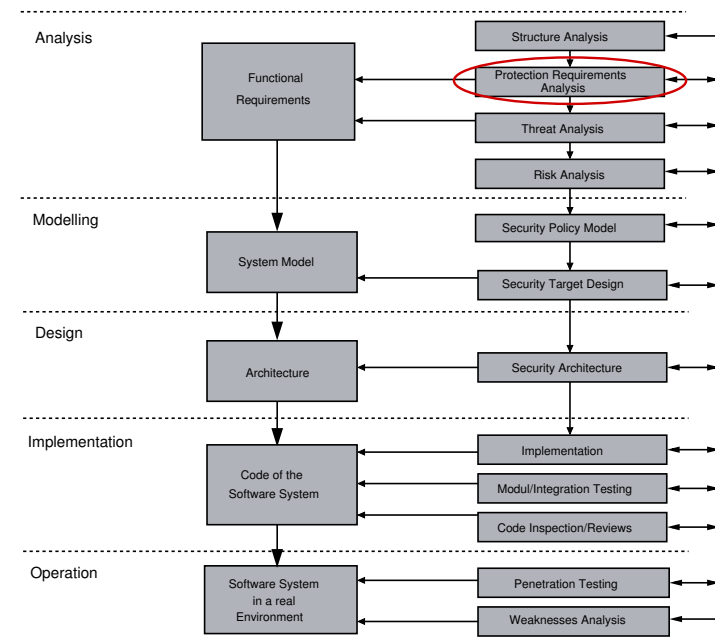 Analysis
Structure Analysis
Functional
Requirements
Protection Requirements
Analysis
Threat Analysis
Risk Analysis
Modelling
Security Policy Model
System Model
Security Target Design
Design
Architecture
Security Architecture
Implementation
Implementation
Code of the
Software System
Modul/Integration Testing
Code Inspection/Reviews
Operation
Software System
in a real
Environment
Penetration Testing
Weaknesses Analysis